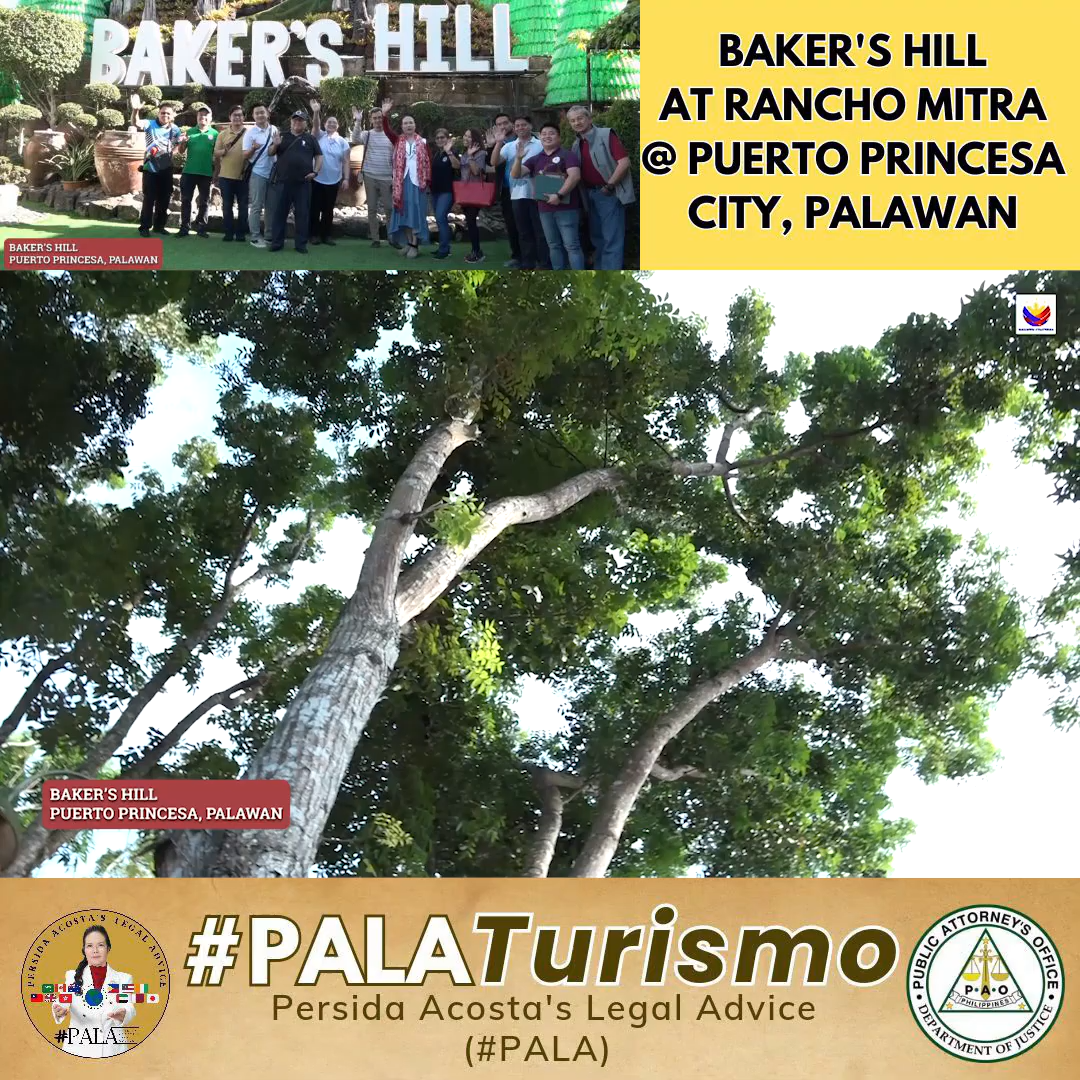 BAKER'S HILL
BAKER'S HILL
PUERTO PRINCESA, PALAWAN
BAKER'S HILL
AT RANCHO MITRA
@ PUERTO PRINCESA
CITY, PALAWAN
BAKER'S HILL
PUERTO PRINCESA, PALAWAN
PERSIDA ACOSTA'S LEGAL ADVICE
#PALA
#PALATurismo
Persida Acosta's Legal Advice
(#PALA)
PUBLIC ATTORNEY'S OFFICE
P·A·O
PHILIPPINES
DEPARTMENT OF JUSTICE